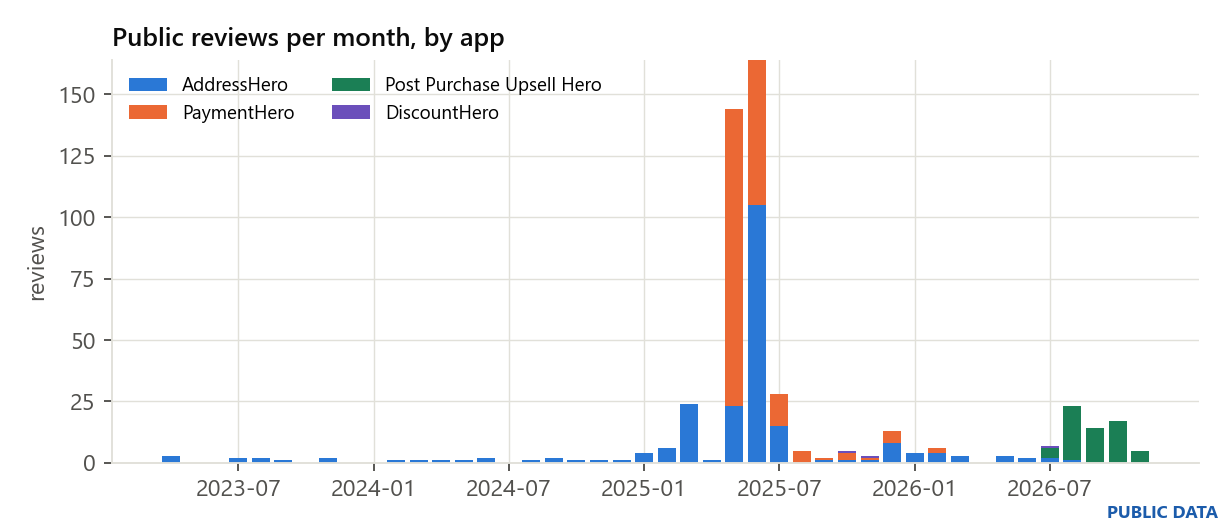 Public reviews per month, by app
AddressHero
PaymentHero
Post Purchase Upsell Hero
DiscountHero
reviews
150
125
100
75
50
25
0
2023-07
2024-01
2024-07
2025-01
2025-07
2026-01
2026-07
PUBLIC DATA